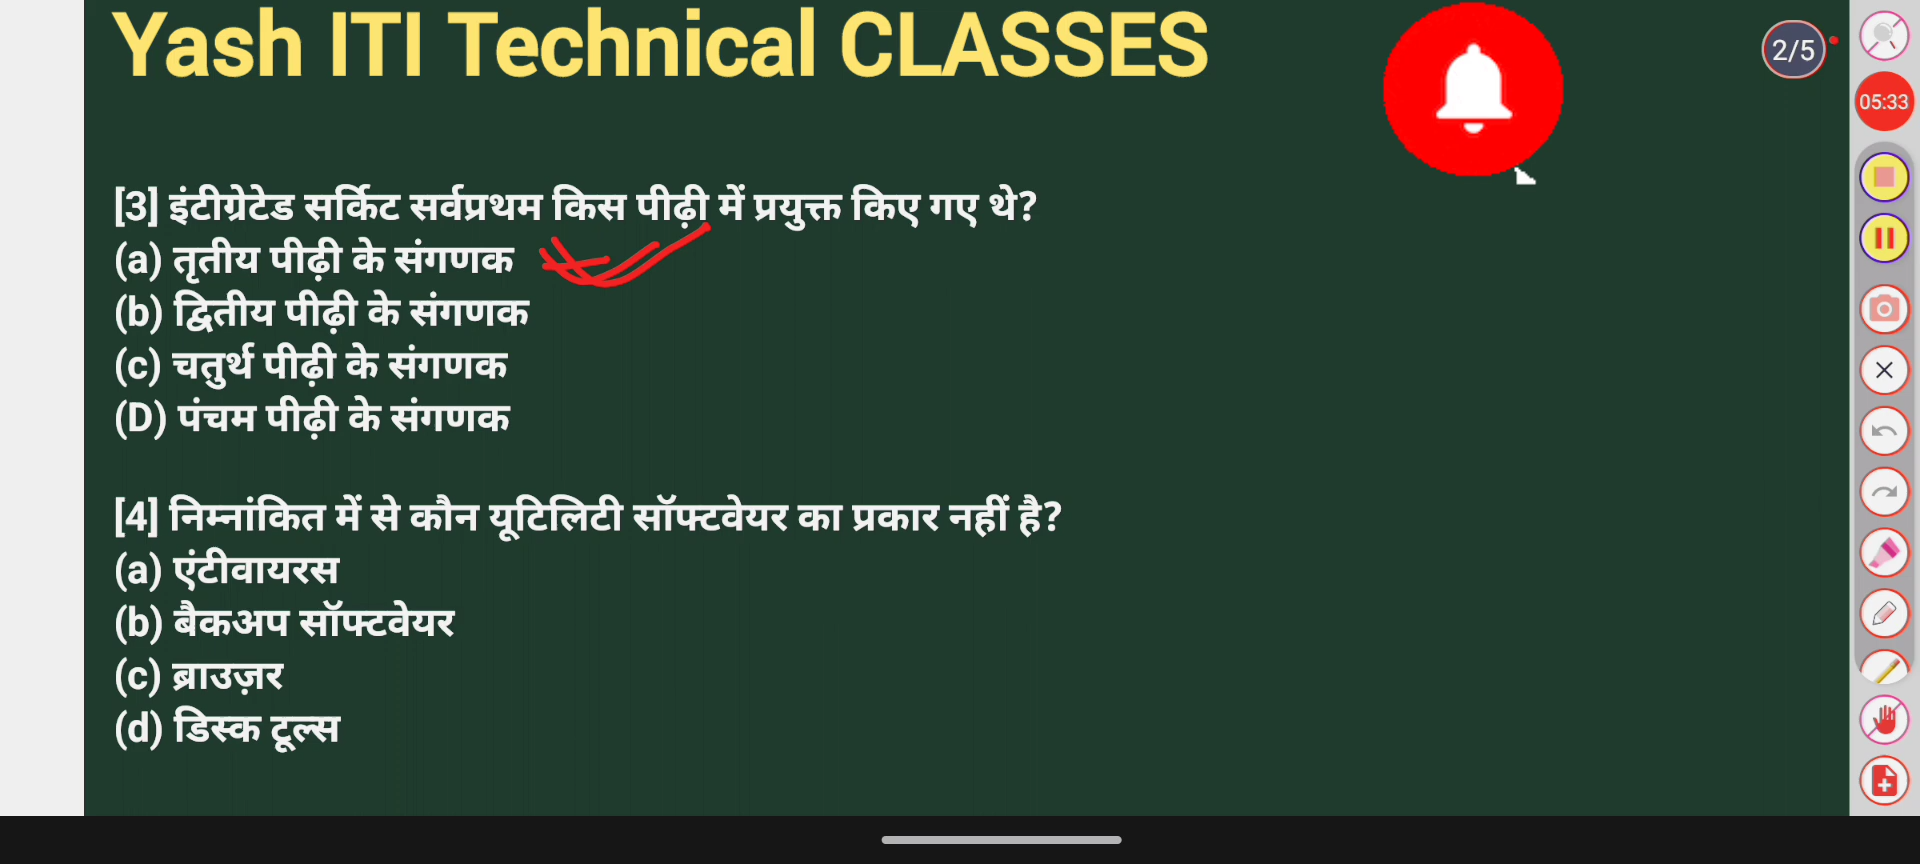 Yash ITI Technical CLASSES
2/5
05:33
[3] इंटीग्रेटेड सर्किट सर्वप्रथम किस पीढ़ी में प्रयुक्त किए गए थे?
(a) तृतीय पीढ़ी के संगणक
(b) द्वितीय पीढ़ी के संगणक
(c) चतुर्थ पीढ़ी के संगणक
(D) पंचम पीढ़ी के संगणक
[4] निम्नांकित में से कौन यूटिलिटी सॉफ्टवेयर का प्रकार नहीं है?
(a) एंटीवायरस
(b) बैकअप सॉफ्टवेयर
(c) ब्राउज़र
(d) डिस्क टूल्स